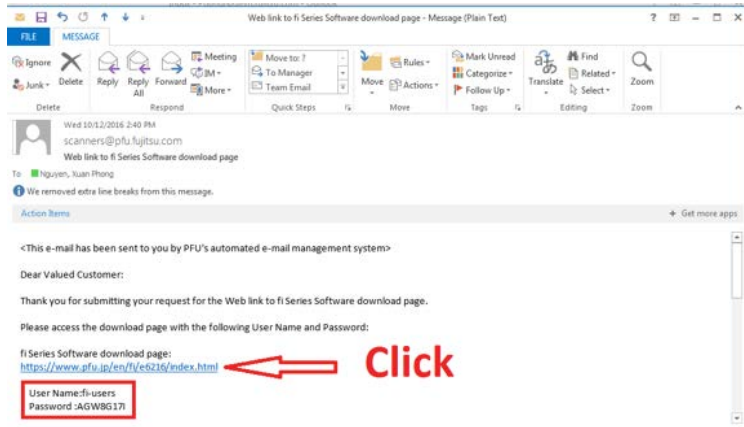 Web link to fi Series Software download page - Message (Plain Text)
FILE MESSAGE
Ignore
Junk
Delete
Reply
Reply All
Forward
Meeting
IM
More
Move to: ?
To Manager
Team Email
Move
Rules
Actions
Mark Unread
Categorize
Follow Up
Translate
Find
Related
Select
Zoom
Delete Respond Quick Steps Move Tags Editing Zoom
Wed 10/12/2016 2:40 PM
scanners@pfu.fujitsu.com
Web link to fi Series Software download page
To Nguyen, Xuan Phong
We removed extra line breaks from this message.
Action Items + Get more apps
<This e-mail has been sent to you by PFU's automated e-mail management system>
Dear Valued Customer:
Thank you for submitting your request for the Web link to fi Series Software download page.
Please access the download page with the following User Name and Password:
fi Series Software download page:
https://www.pfu.jp/en/fi/e6216/index.html
Click
User Name:fi-users
Password :AGW8G17I